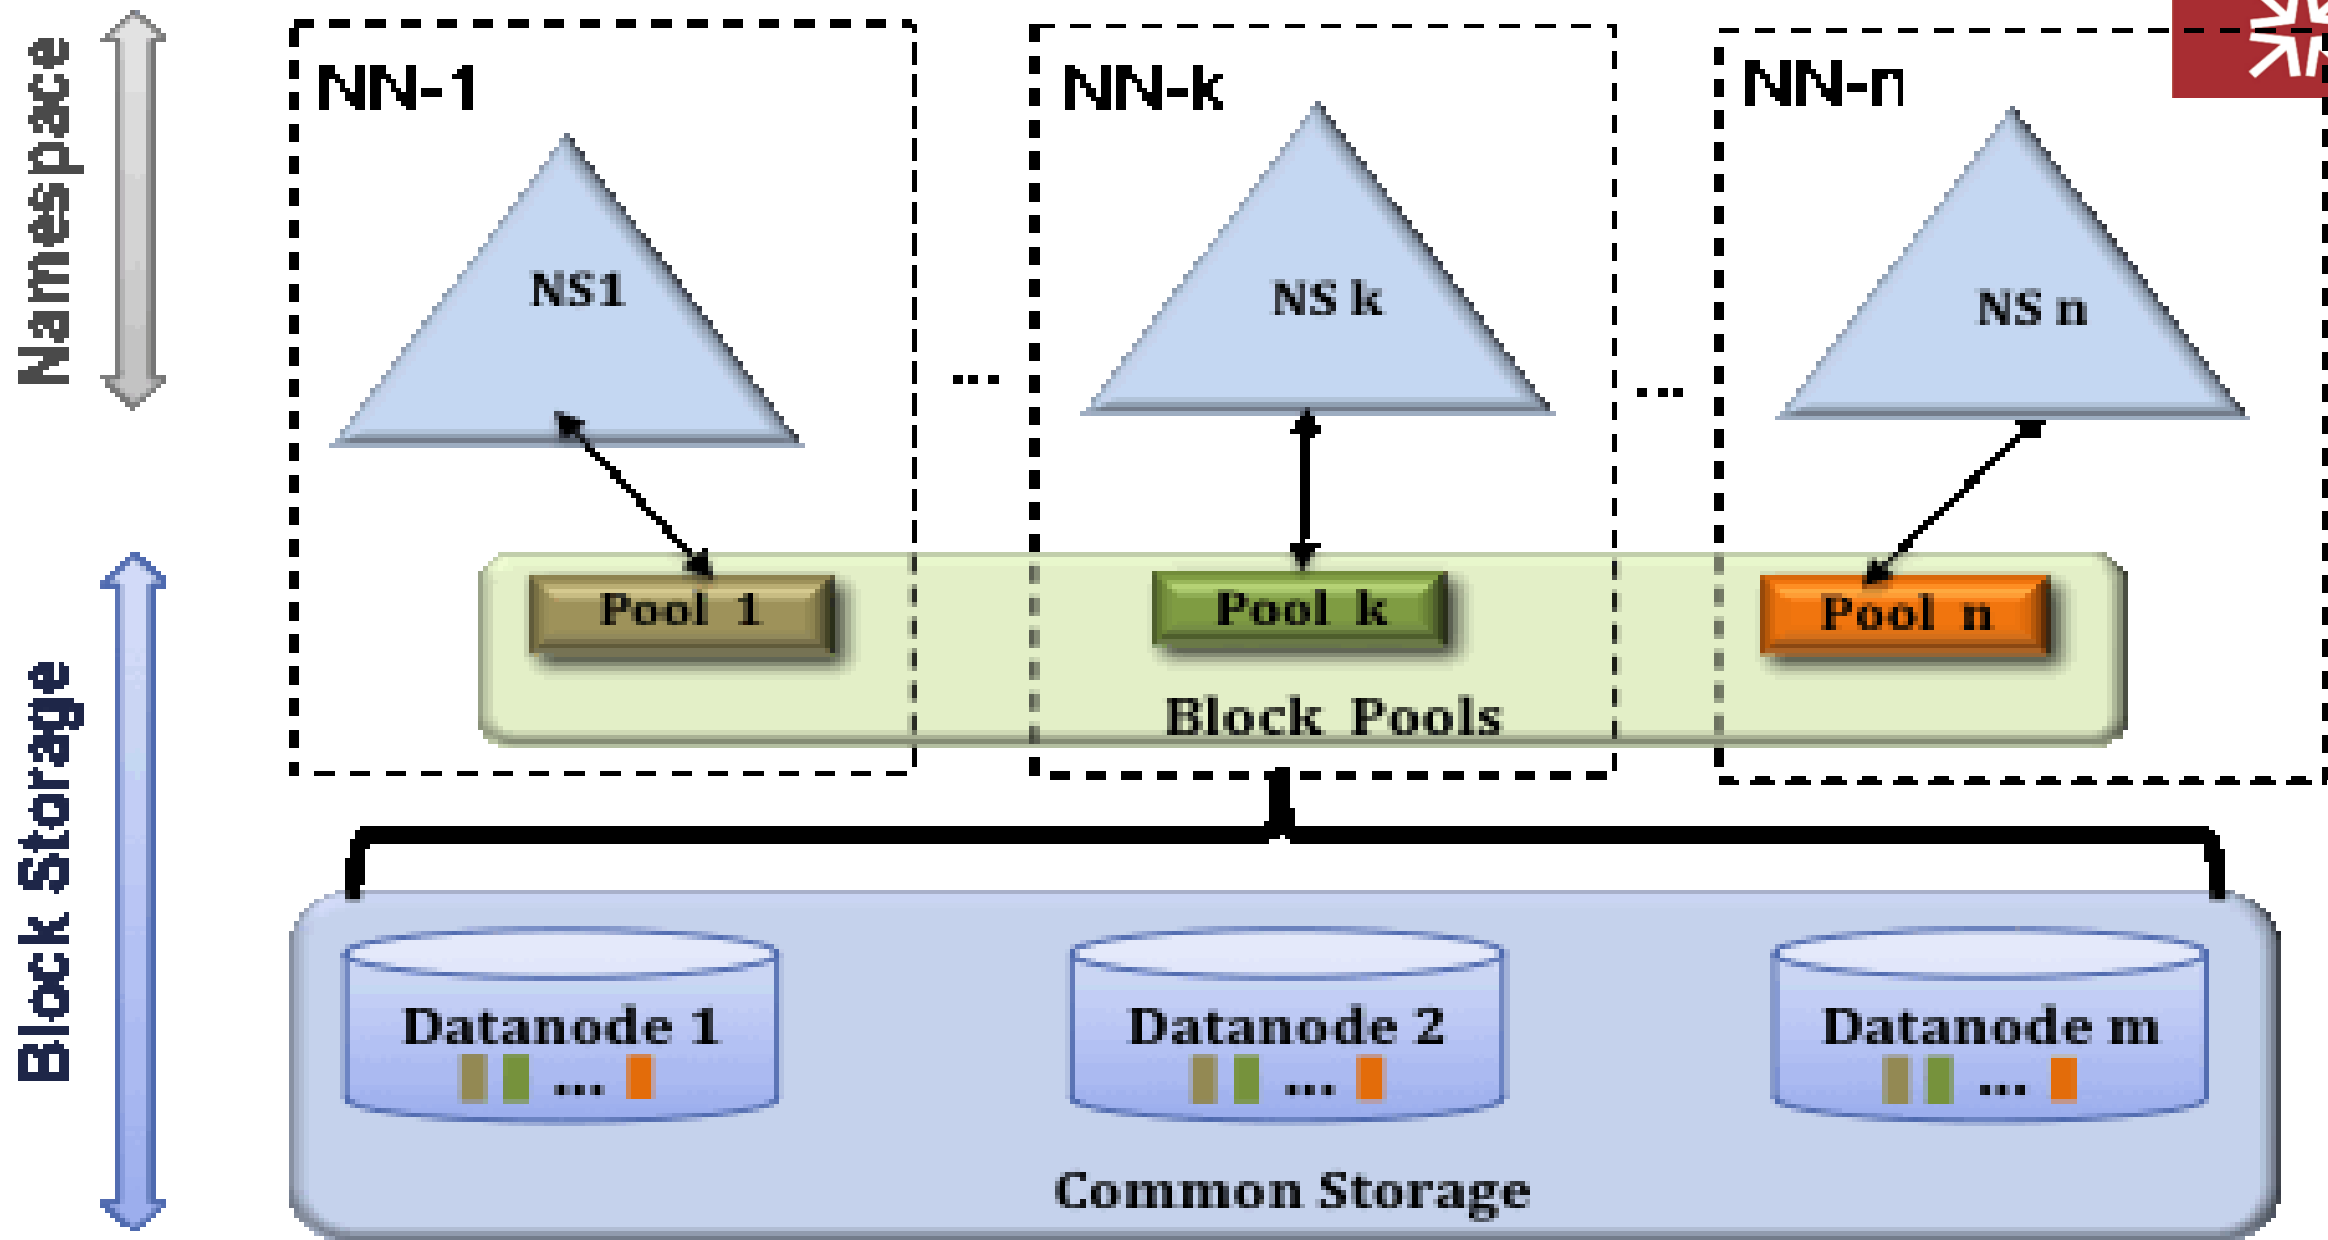 Namespace
NN-1
NN-k
NN-n
NS1
NS k
NS n
...
...
Block Storage
Pool 1
Pool k
Pool n
Block Pools
Datanode 1
...
Datanode 2
...
Datanode m
...
Common Storage